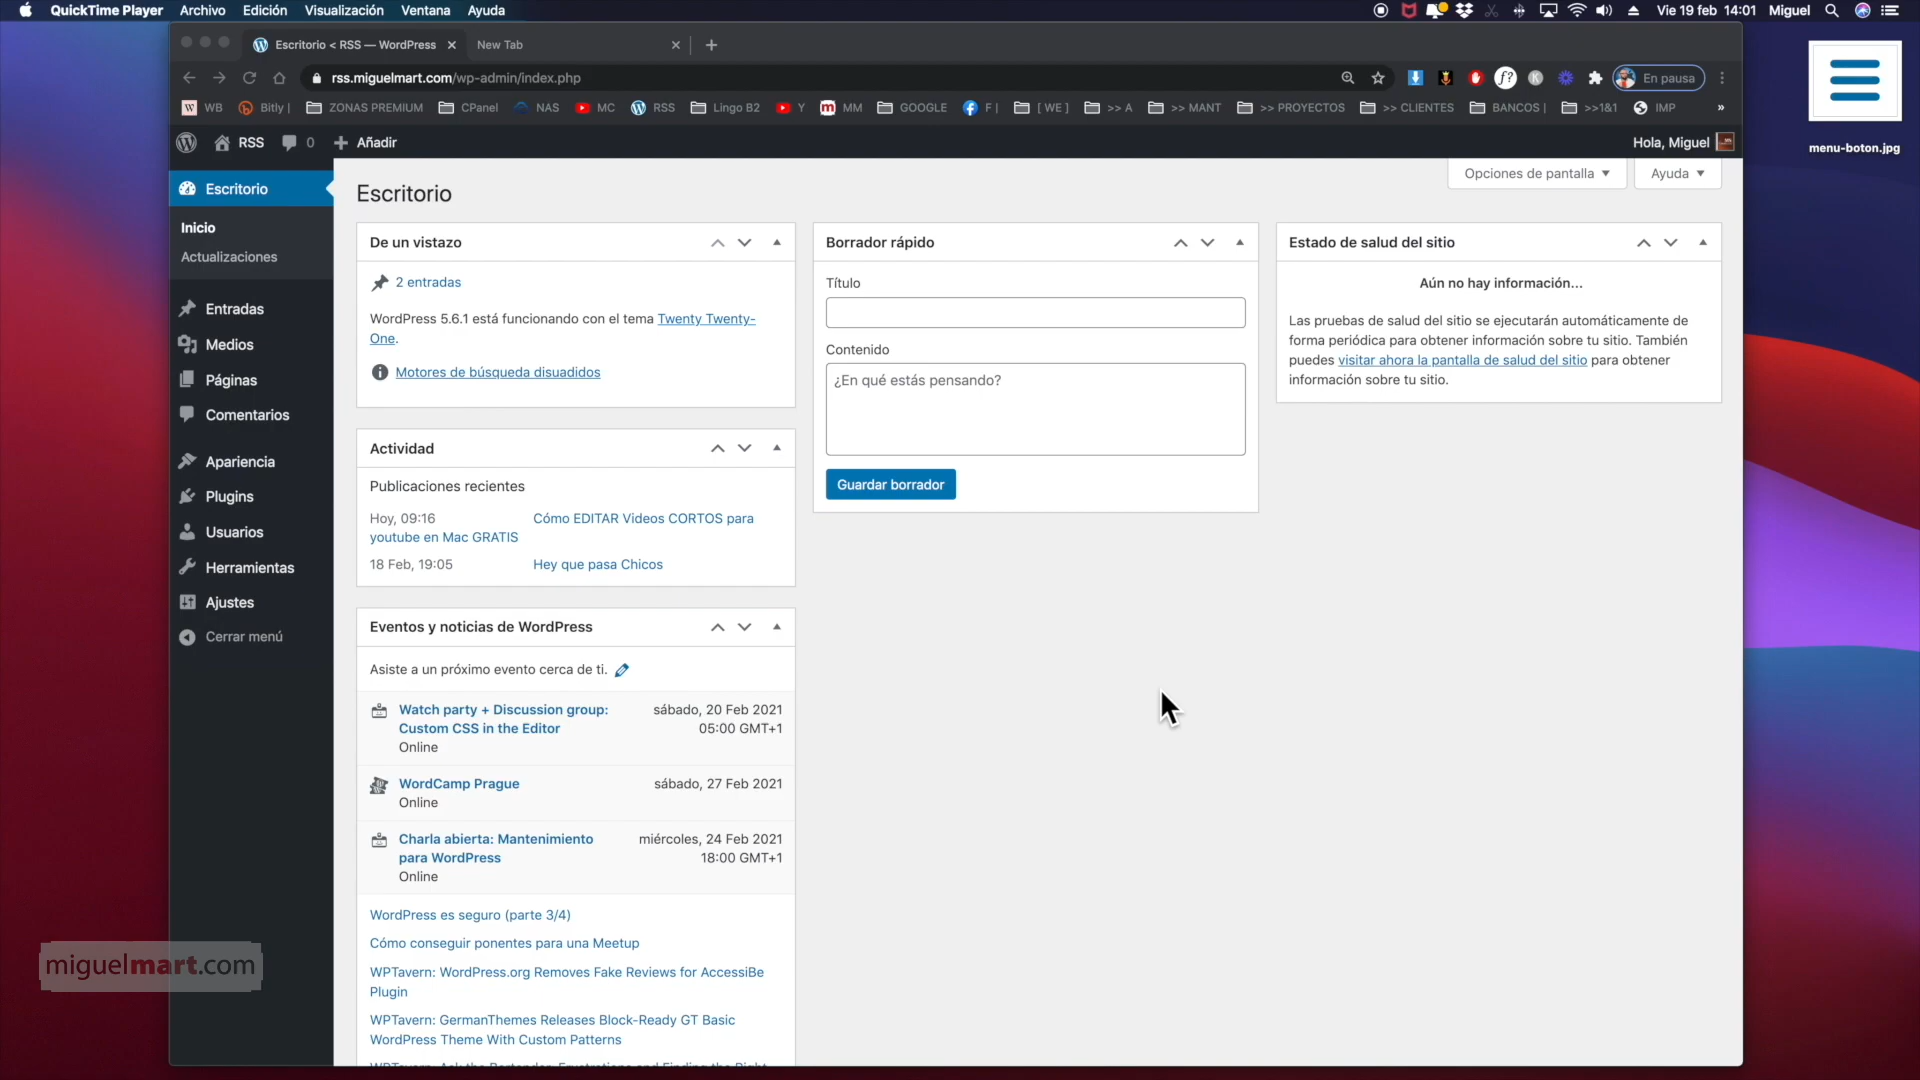 QuickTime Player Archivo Edición Visualización Ventana Ayuda
Vie 19 feb 14:01 Miguel
Escritorio < RSS — WordPress
New Tab
rss.miguelmart.com/wp-admin/index.php
f?
K
En pausa
W WB
Bitly |
ZONAS PREMIUM
CPanel
NAS
MC
RSS
Lingo B2
Y
m MM
GOOGLE
F |
[ WE ]
>> A
>> MANT
>> PROYECTOS
>> CLIENTES
BANCOS |
>>1&1
IMP
»
menu-boton.jpg
RSS
0
Añadir
Hola, Miguel
Opciones de pantalla
Ayuda
Escritorio
Inicio
Actualizaciones
Entradas
Medios
Páginas
Comentarios
Apariencia
Plugins
Usuarios
Herramientas
Ajustes
Cerrar menú
Escritorio
De un vistazo
2 entradas
WordPress 5.6.1 está funcionando con el tema Twenty Twenty-
One.
Motores de búsqueda disuadidos
Actividad
Publicaciones recientes
Hoy, 09:16 Cómo EDITAR Videos CORTOS para
youtube en Mac GRATIS
18 Feb, 19:05 Hey que pasa Chicos
Eventos y noticias de WordPress
Asiste a un próximo evento cerca de ti.
Watch party + Discussion group: sábado, 20 Feb 2021
Custom CSS in the Editor 05:00 GMT+1
Online
WordCamp Prague sábado, 27 Feb 2021
Online
Charla abierta: Mantenimiento miércoles, 24 Feb 2021
para WordPress 18:00 GMT+1
Online
WordPress es seguro (parte 3/4)
Cómo conseguir ponentes para una Meetup
WPTavern: WordPress.org Removes Fake Reviews for AccessiBe
Plugin
WPTavern: GermanThemes Releases Block-Ready GT Basic
WordPress Theme With Custom Patterns
WPTavern: Ask the Bartender: Frustrations and Finding the Right
Borrador rápido
Título
Contenido
¿En qué estás pensando?
Guardar borrador
Estado de salud del sitio
Aún no hay información...
Las pruebas de salud del sitio se ejecutarán automáticamente de
forma periódica para obtener información sobre tu sitio. También
puedes visitar ahora la pantalla de salud del sitio para obtener
información sobre tu sitio.
miguelmart.com